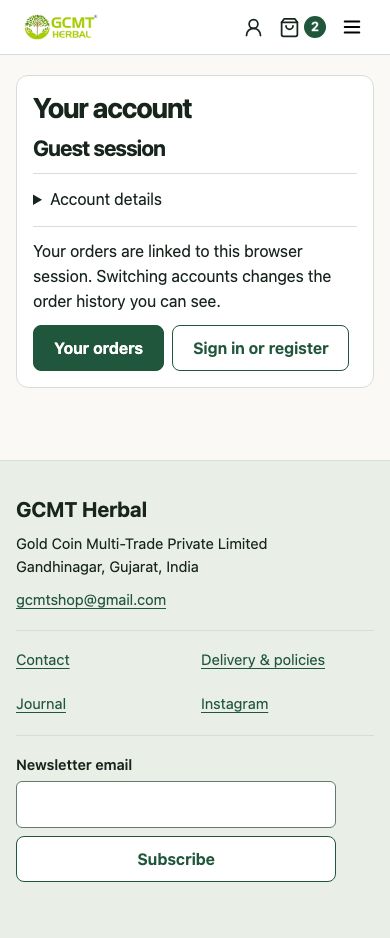 GCMT
HERBAL
2
Your account
Guest session
Account details
Your orders are linked to this browser
session. Switching accounts changes the
order history you can see.
Your orders
Sign in or register
GCMT Herbal
Gold Coin Multi-Trade Private Limited
Gandhinagar, Gujarat, India
gcmtshop@gmail.com
Contact
Delivery & policies
Journal
Instagram
Newsletter email
Subscribe